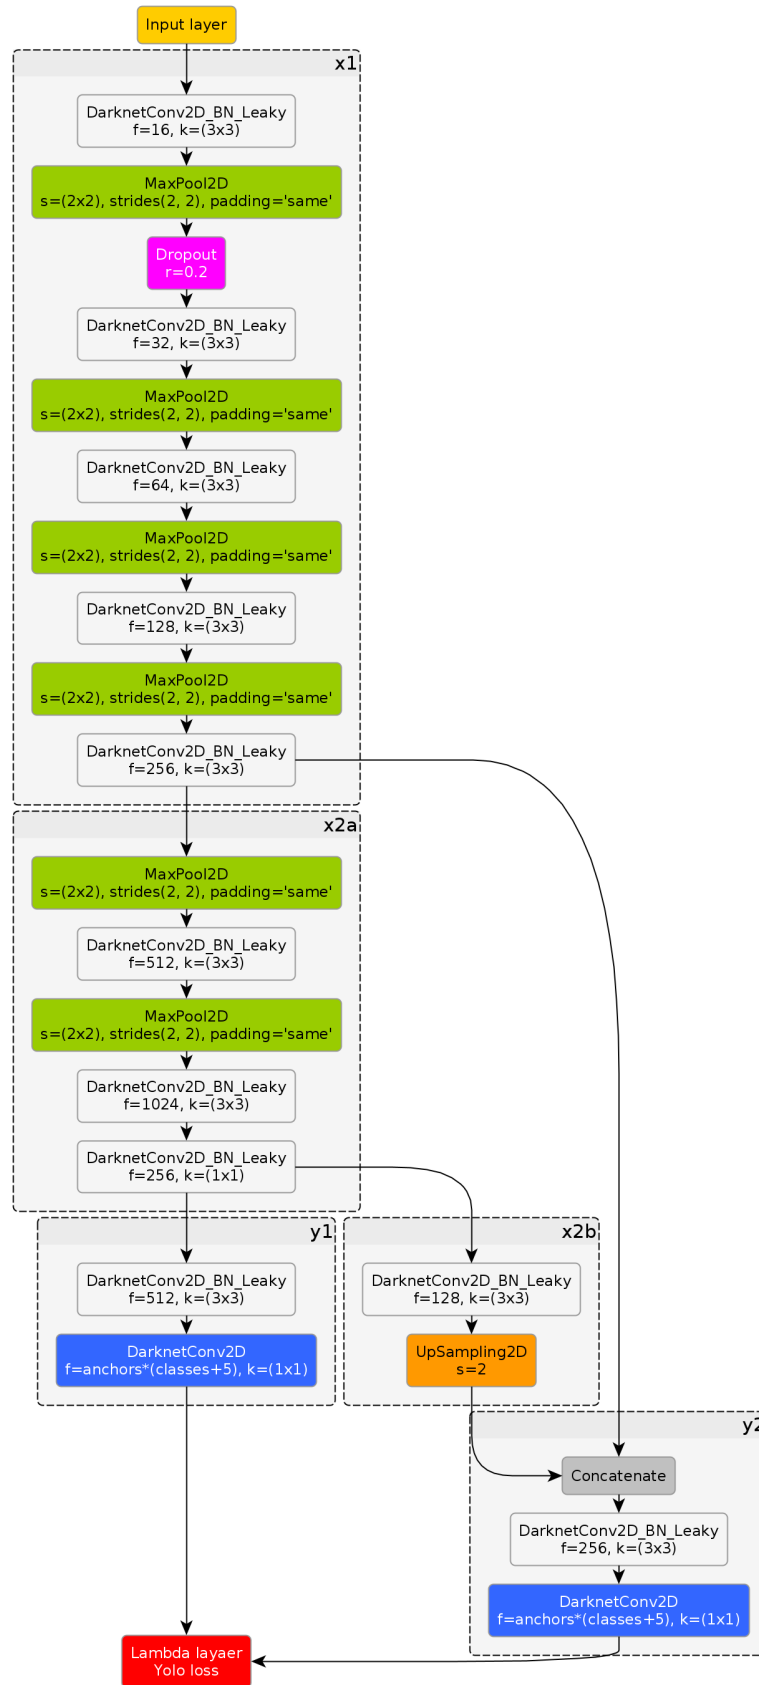 Input layer
x1
DarknetConv2D_BN_Leaky
f=16, k=(3x3)
MaxPool2D
s=(2x2), strides(2, 2), padding='same'
Dropout
r=0.2
DarknetConv2D_BN_Leaky
f=32, k=(3x3)
MaxPool2D
s=(2x2), strides(2, 2), padding='same'
DarknetConv2D_BN_Leaky
f=64, k=(3x3)
MaxPool2D
s=(2x2), strides(2, 2), padding='same'
DarknetConv2D_BN_Leaky
f=128, k=(3x3)
MaxPool2D
s=(2x2), strides(2, 2), padding='same'
DarknetConv2D_BN_Leaky
f=256, k=(3x3)
x2a
MaxPool2D
s=(2x2), strides(2, 2), padding='same'
DarknetConv2D_BN_Leaky
f=512, k=(3x3)
MaxPool2D
s=(2x2), strides(2, 2), padding='same'
DarknetConv2D_BN_Leaky
f=1024, k=(3x3)
DarknetConv2D_BN_Leaky
f=256, k=(1x1)
y1
DarknetConv2D_BN_Leaky
f=512, k=(3x3)
DarknetConv2D
f=anchors*(classes+5), k=(1x1)
x2b
DarknetConv2D_BN_Leaky
f=128, k=(3x3)
UpSampling2D
s=2
y2
Concatenate
DarknetConv2D_BN_Leaky
f=256, k=(3x3)
DarknetConv2D
f=anchors*(classes+5), k=(1x1)
Lambda layaer
Yolo loss